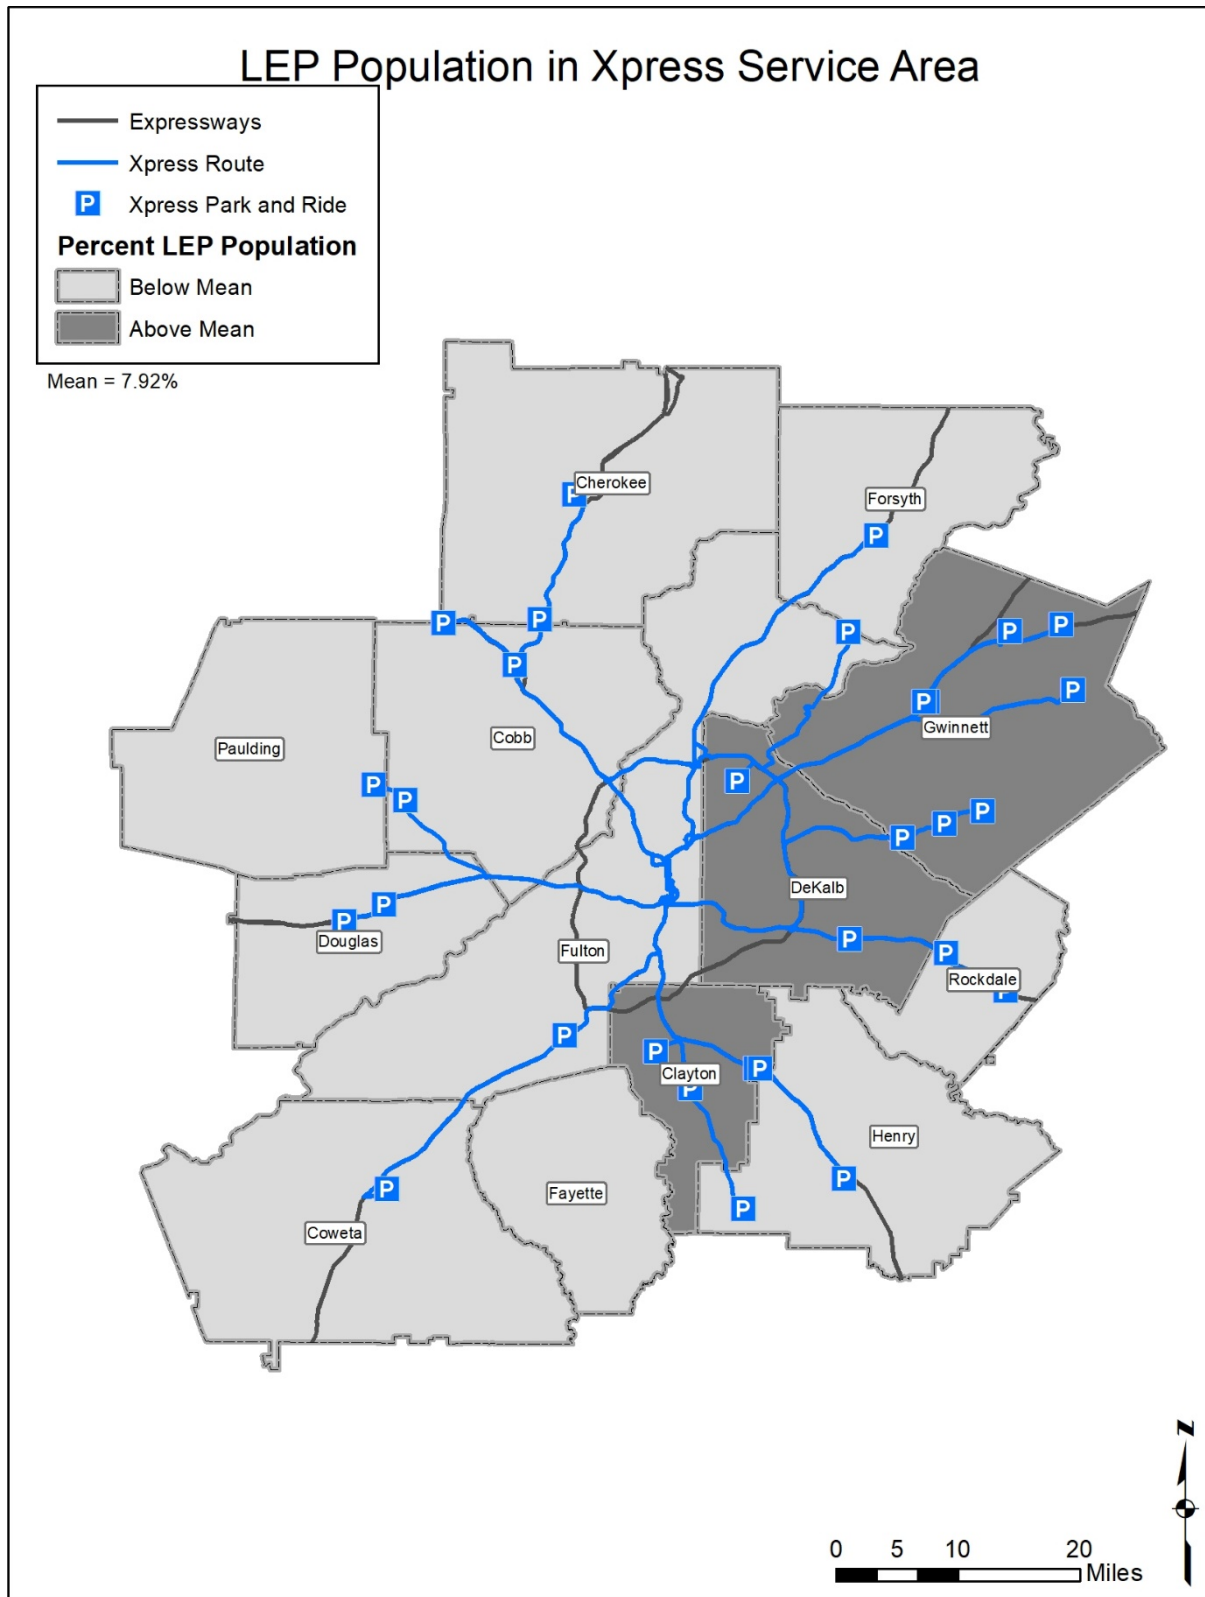 LEP Population in Xpress Service Area
Expressways
Xpress Route
P Xpress Park and Ride
Percent LEP Population
Below Mean
Above Mean
Mean = 7.92%
Cherokee
P
Forsyth
P
P
P
P
P
P
P
P
P
Gwinnett
Cobb
Paulding
P
P
P
P
P
P
P
DeKalb
P
P
Douglas
P
Fulton
P
Rockdale
P
P
P
Clayton
P
P
Henry
P
P
P
Fayette
Coweta
N
0 5 10 20
Miles